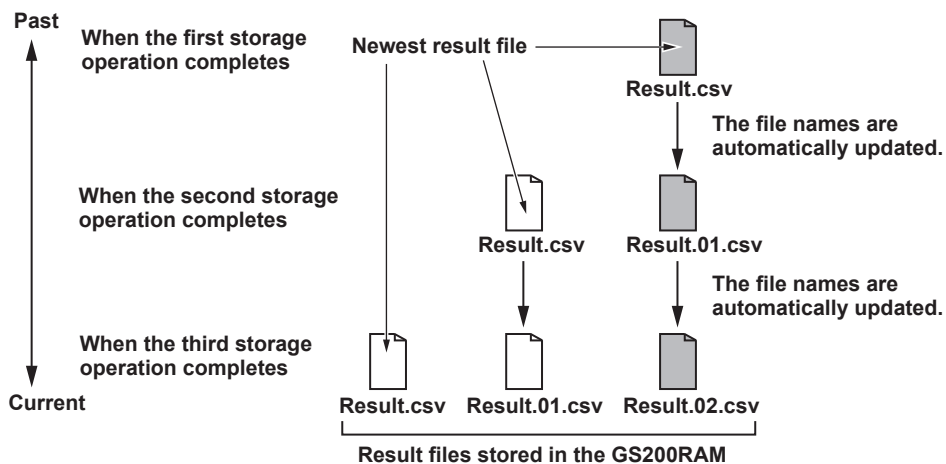 Past
When the first storage
operation completes
Newest result file
Result.csv
The file names are
automatically updated.
When the second storage
operation completes
Result.csv
Result.01.csv
The file names are
automatically updated.
When the third storage
operation completes
Current
Result.csv
Result.01.csv
Result.02.csv
Result files stored in the GS200RAM